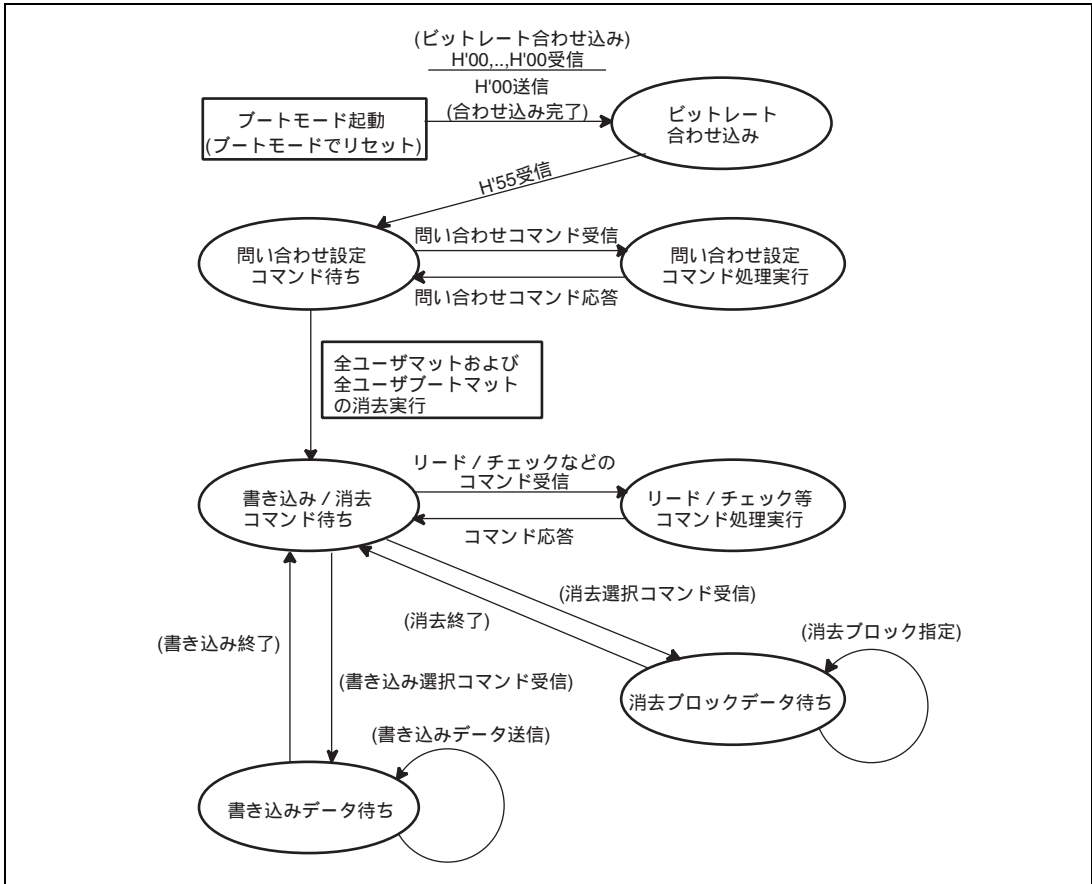 (ビットレート合わせ込み)
H'00,..,H'00受信
H'00送信
(合わせ込み完了)
ブートモード起動
(ブートモードでリセット)
ビットレート
合わせ込み
H'55受信
問い合わせ設定
コマンド待ち
問い合わせコマンド受信
問い合わせコマンド応答
問い合わせ設定
コマンド処理実行
全ユーザマットおよび
全ユーザブートマット
の消去実行
書き込み / 消去
コマンド待ち
リード / チェックなどの
コマンド受信
コマンド応答
リード / チェック等
コマンド処理実行
(消去選択コマンド受信)
(消去終了)
(消去ブロック指定)
(書き込み終了)
(書き込み選択コマンド受信)
消去ブロックデータ待ち
(書き込みデータ送信)
書き込みデータ待ち